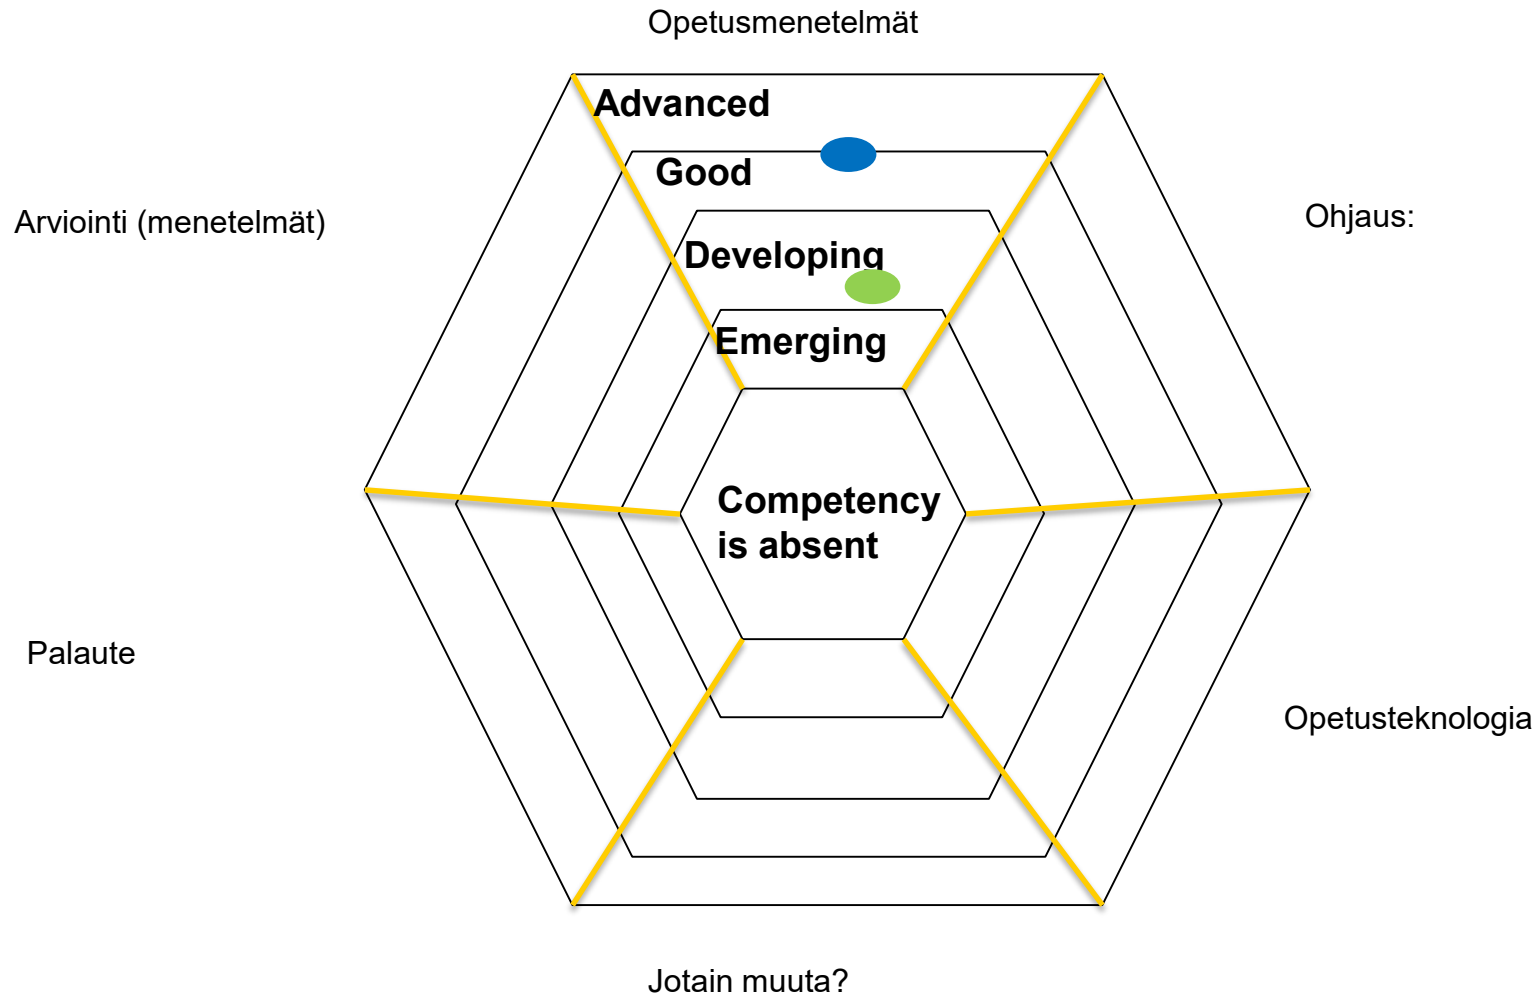 Opetusmenetelmät
Advanced
Good
Arviointi (menetelmät)
Ohjaus:
Developing
Emerging
Competency
is absent
Palaute
Opetusteknologia
Jotain muuta?